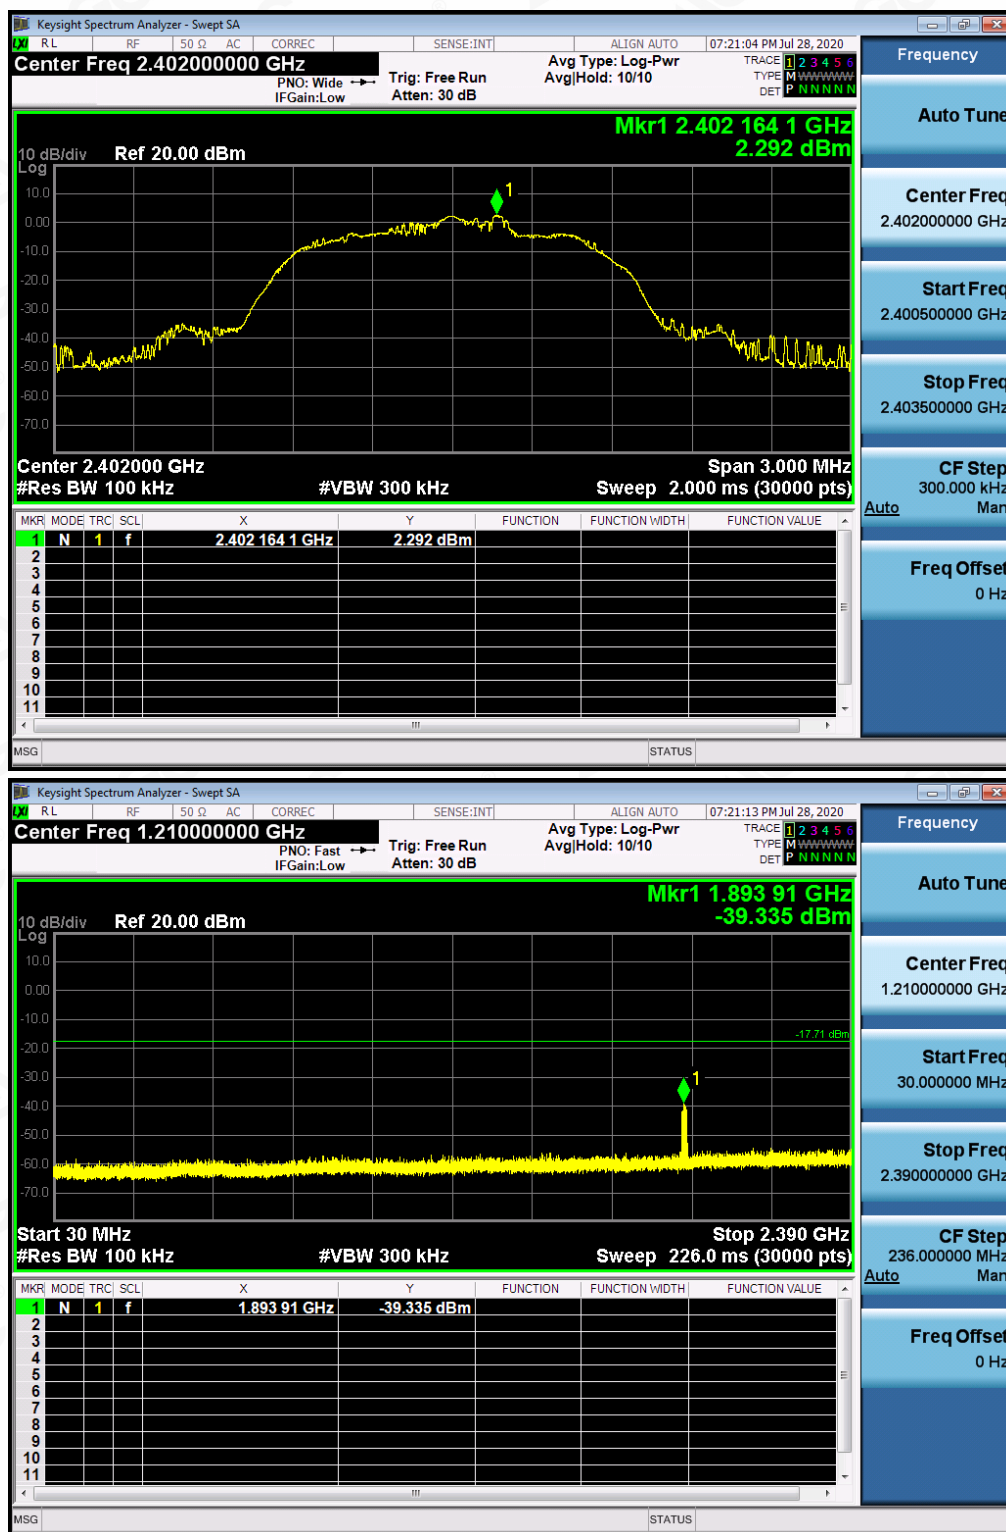 Keysight Spectrum Analyzer - Swept SA
LXI RL RF 50 Ω AC CORREC SENSE:INT ALIGN AUTO 07:21:04 PM Jul 28, 2020
Center Freq 2.402000000 GHz
PNO: Wide
IFGain:Low
Trig: Free Run
Atten: 30 dB
Avg Type: Log-Pwr
Avg|Hold: 10/10
TRACE 1 2 3 4 5 6
TYPE M WWWWW
DET P N N N N N
Mkr1 2.402 164 1 GHz
2.292 dBm
10 dB/div Ref 20.00 dBm
Log
10.0
0.00
-10.0
-20.0
-30.0
-40.0
-50.0
-60.0
-70.0
1
Center 2.402000 GHz Span 3.000 MHz
#Res BW 100 kHz #VBW 300 kHz Sweep 2.000 ms (30000 pts)
MKR MODE TRC SCL X Y FUNCTION FUNCTION WIDTH FUNCTION VALUE
1 N 1 f 2.402 164 1 GHz 2.292 dBm
2
3
4
5
6
7
8
9
10
11
MSG STATUS
Frequency
Auto Tune
Center Freq
2.402000000 GHz
Start Freq
2.400500000 GHz
Stop Freq
2.403500000 GHz
CF Step
300.000 kHz
Auto Man
Freq Offset
0 Hz
Keysight Spectrum Analyzer - Swept SA
LXI RL RF 50 Ω AC CORREC SENSE:INT ALIGN AUTO 07:21:13 PM Jul 28, 2020
Center Freq 1.210000000 GHz
PNO: Fast
IFGain:Low
Trig: Free Run
Atten: 30 dB
Avg Type: Log-Pwr
Avg|Hold: 10/10
TRACE 1 2 3 4 5 6
TYPE M WWWWW
DET P N N N N N
Mkr1 1.893 91 GHz
-39.335 dBm
10 dB/div Ref 20.00 dBm
Log
10.0
0.00
-10.0
-20.0
-30.0
-40.0
-50.0
-60.0
-70.0
-17.71 dBm
1
Start 30 MHz Stop 2.390 GHz
#Res BW 100 kHz #VBW 300 kHz Sweep 226.0 ms (30000 pts)
MKR MODE TRC SCL X Y FUNCTION FUNCTION WIDTH FUNCTION VALUE
1 N 1 f 1.893 91 GHz -39.335 dBm
2
3
4
5
6
7
8
9
10
11
MSG STATUS
Frequency
Auto Tune
Center Freq
1.210000000 GHz
Start Freq
30.000000 MHz
Stop Freq
2.390000000 GHz
CF Step
236.000000 MHz
Auto Man
Freq Offset
0 Hz